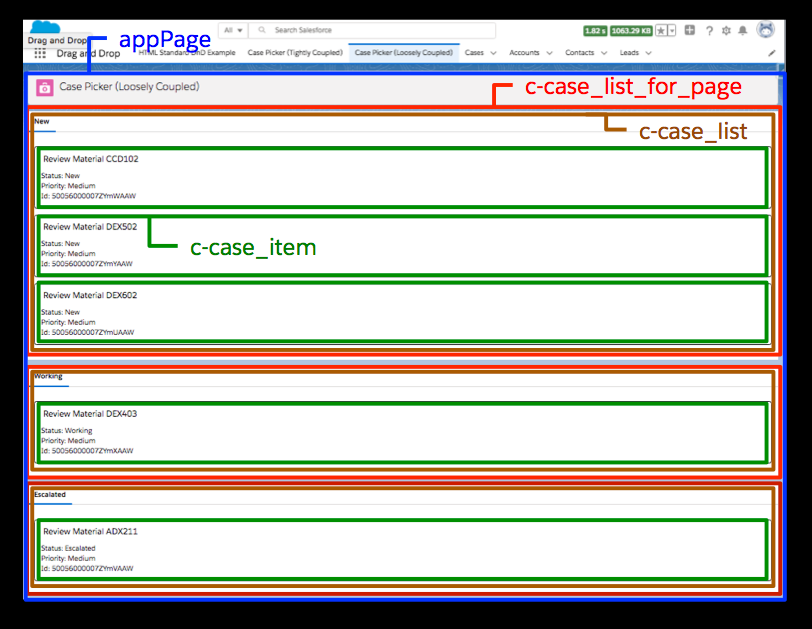 All Search Salesforce 1.82 s 1063.29 KB
Drag and Drop
appPage
Drag and Drop HTML Standard DnD Example Case Picker (Tightly Coupled) Case Picker (Loosely Coupled) Cases Accounts Contacts Leads
Case Picker (Loosely Coupled)
c-case_list_for_page
New
c-case_list
Review Material CCD102
Status: New
Priority: Medium
Id: 50056000007ZYmWAAW
Review Material DEX502
c-case_item
Status: New
Priority: Medium
Id: 50056000007ZYmYAAW
Review Material DEX602
Status: New
Priority: Medium
Id: 50056000007ZYmUAAW
Working
Review Material DEX403
Status: Working
Priority: Medium
Id: 50056000007ZYmXAAW
Escalated
Review Material ADX211
Status: Escalated
Priority: Medium
Id: 50056000007ZYmVAAW